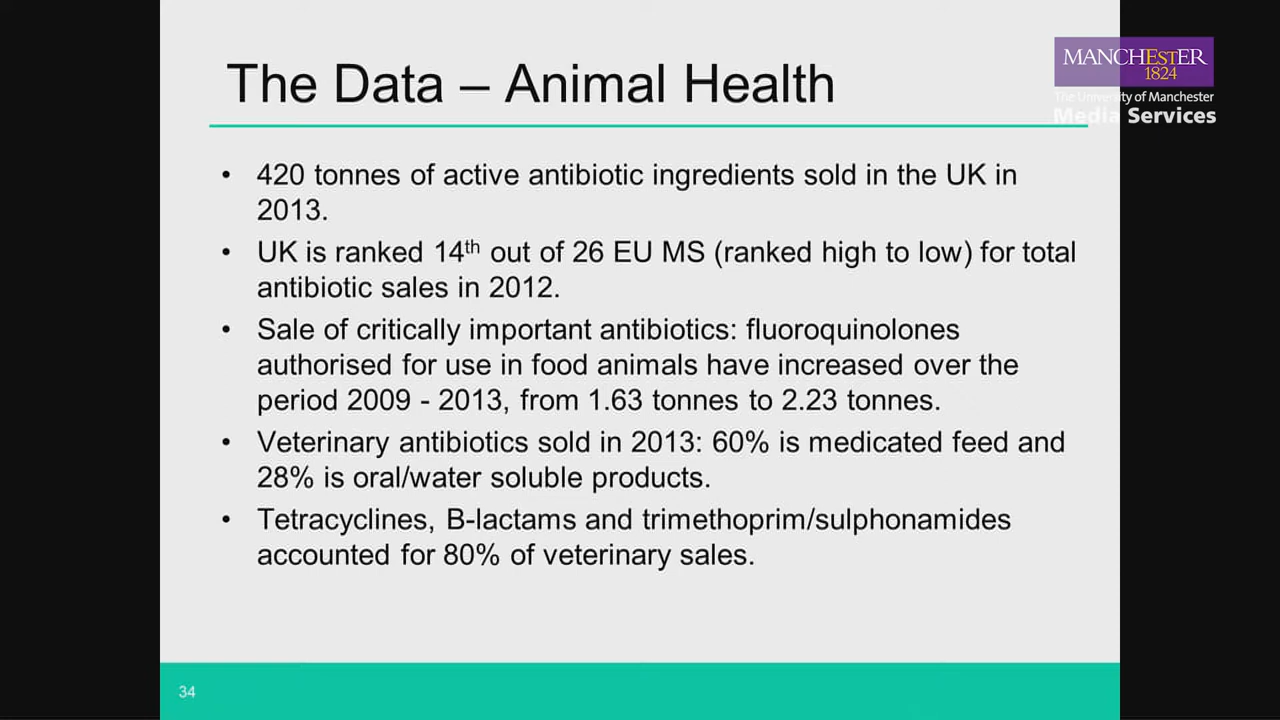 The Data – Animal Health
MANCHESTER
1824
The University of Manchester
Media Services
• 420 tonnes of active antibiotic ingredients sold in the UK in
2013.
• UK is ranked 14th out of 26 EU MS (ranked high to low) for total
antibiotic sales in 2012.
• Sale of critically important antibiotics: fluoroquinolones
authorised for use in food animals have increased over the
period 2009 - 2013, from 1.63 tonnes to 2.23 tonnes.
• Veterinary antibiotics sold in 2013: 60% is medicated feed and
28% is oral/water soluble products.
• Tetracyclines, B-lactams and trimethoprim/sulphonamides
accounted for 80% of veterinary sales.
34